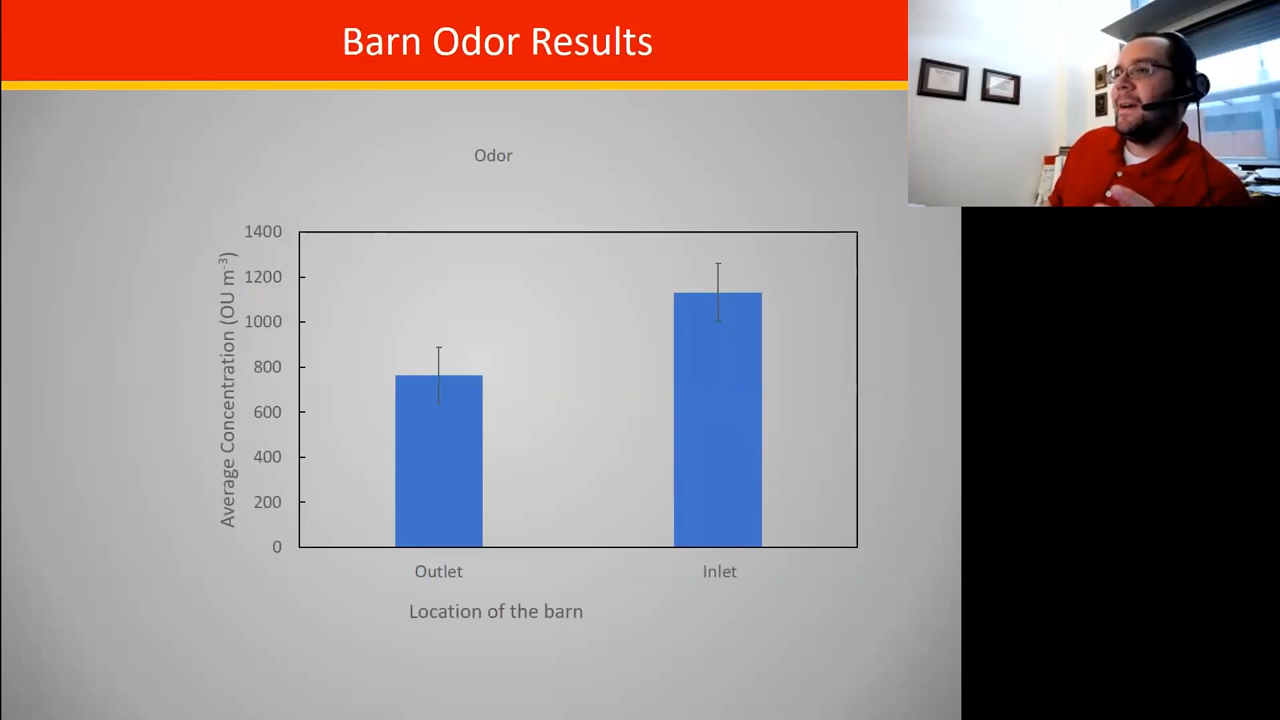 Barn Odor Results
Odor
1400
1200
1000
800
600
400
200
0
Average Concentration (OU m-3)
Outlet
Inlet
Location of the barn